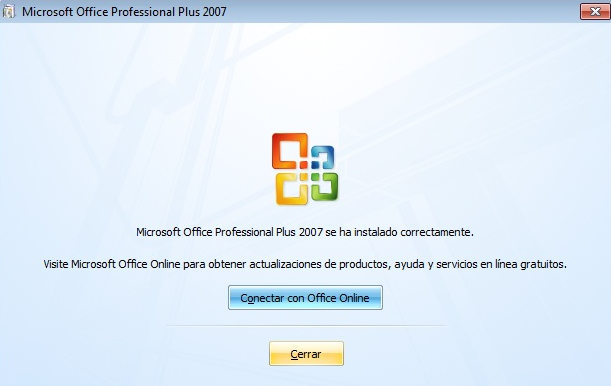 Microsoft Office Professional Plus 2007
Microsoft Office Professional Plus 2007 se ha instalado correctamente.
Visite Microsoft Office Online para obtener actualizaciones de productos, ayuda y servicios en línea gratuitos.
Conectar con Office Online
Cerrar